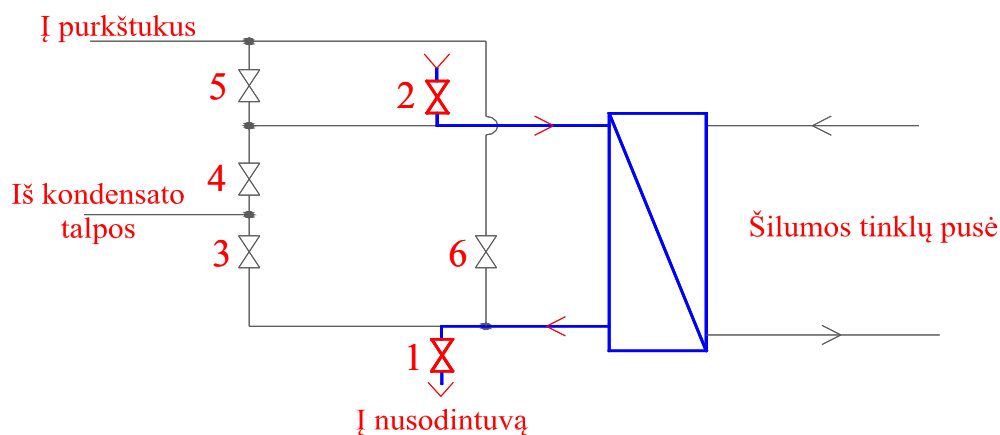 Į purkštukus
5
2
4
Iš kondensato
talpos
3
6
Šilumos tinklų pusė
1
Į nusodintuvą